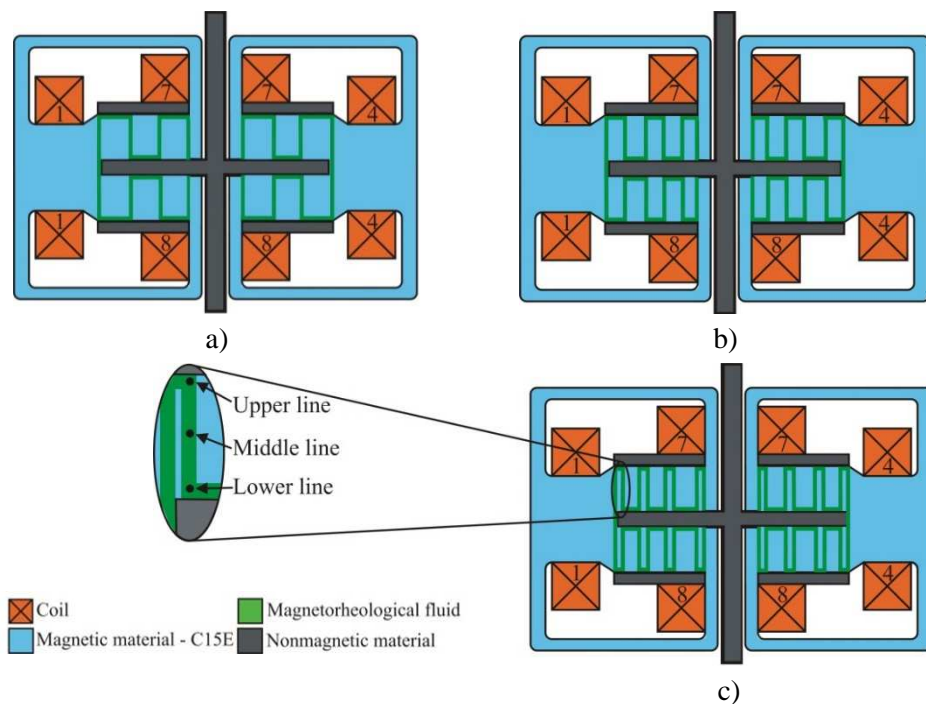 7 7
1 4
1 4
8 8
a)
7 7
1 4
1 4
8 8
b)
Upper line
Middle line
Lower line
7 7
1 4
1 4
8 8
c)
Coil
Magnetorheological fluid
Magnetic material - C15E
Nonmagnetic material